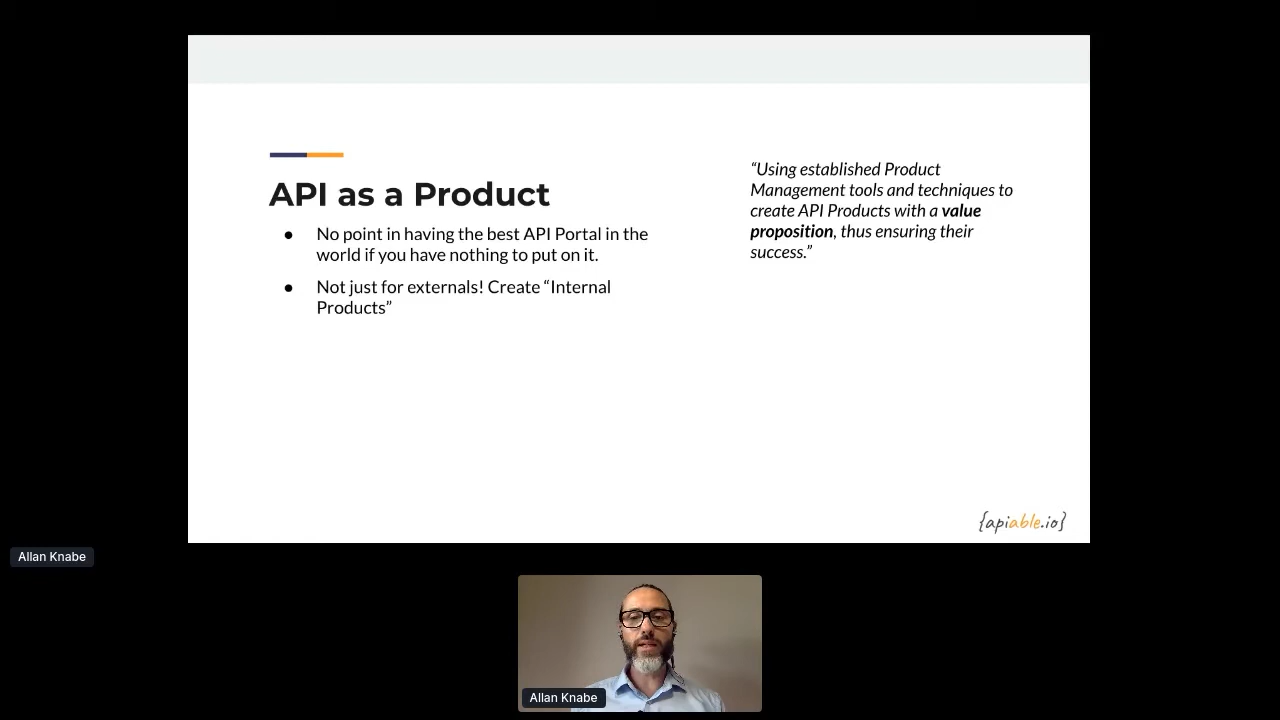 API as a Product
● No point in having the best API Portal in the
world if you have nothing to put on it.
● Not just for externals! Create “Internal
Products”
“Using established Product
Management tools and techniques to
create API Products with a value
proposition, thus ensuring their
success.”
{apiable.io}
Allan Knabe
Allan Knabe